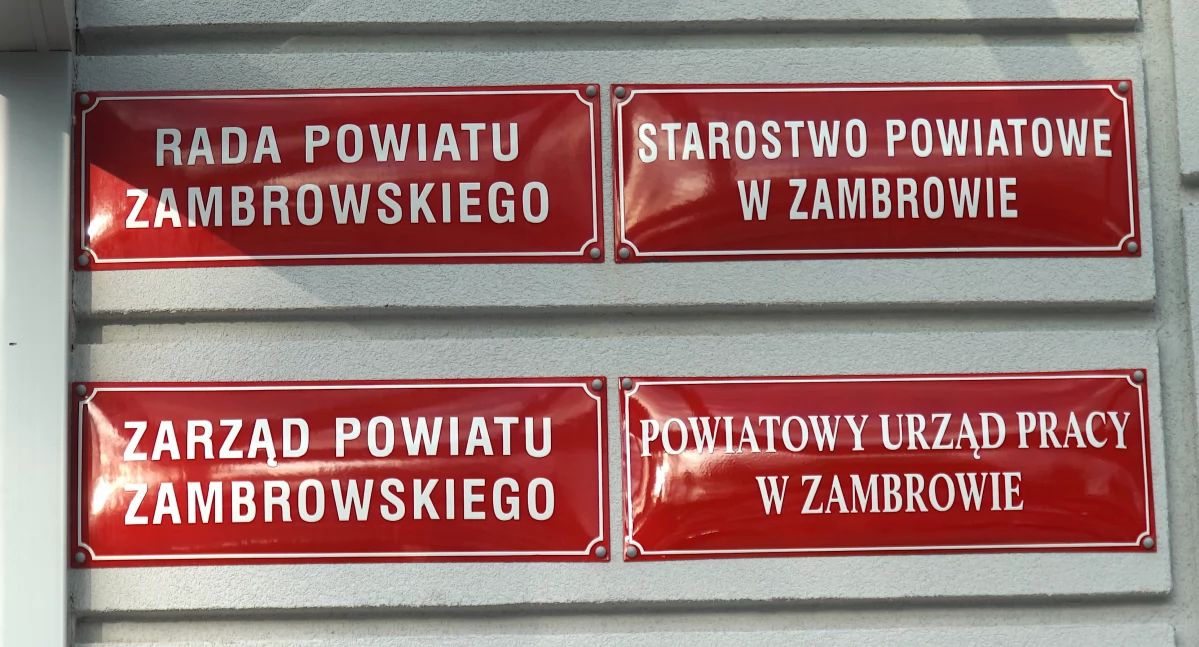 RADA POWIATU
ZAMBROWSKIEGO
STAROSTWO POWIATOWE
W ZAMBROWIE
ZARZĄD POWIATU
ZAMBROWSKIEGO
POWIATOWY URZĄD PRACY
W ZAMBROWIE